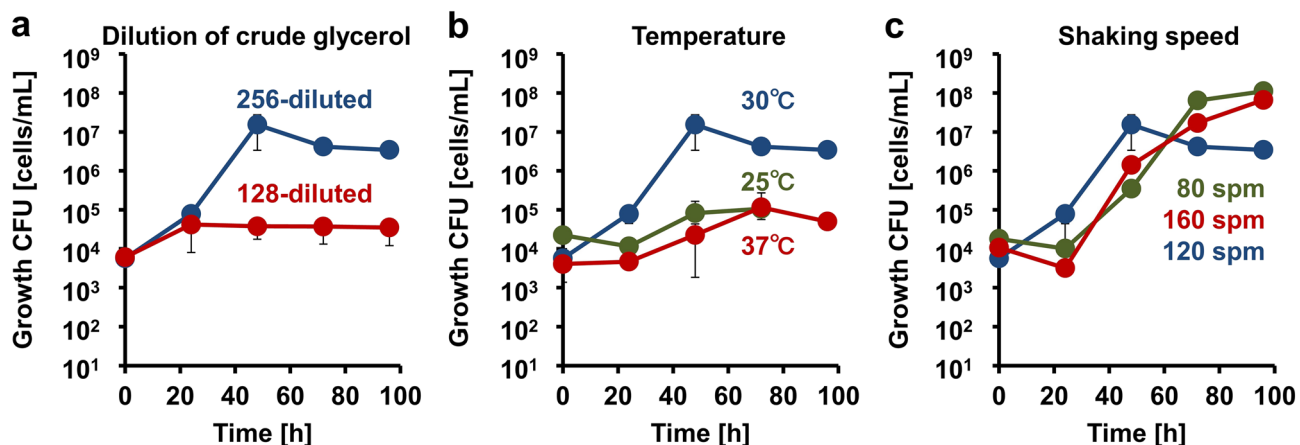 a Dilution of crude glycerol
Growth CFU [cells/mL]
10⁹
10⁸
10⁷
10⁶
10⁵
10⁴
10³
10²
10¹
256-diluted
128-diluted
0 20 40 60 80 100
Time [h]
b Temperature
Growth CFU [cells/mL]
10⁹
10⁸
10⁷
10⁶
10⁵
10⁴
10³
10²
10¹
30℃
25℃
37℃
0 20 40 60 80 100
Time [h]
c Shaking speed
Growth CFU [cells/mL]
10⁹
10⁸
10⁷
10⁶
10⁵
10⁴
10³
10²
10¹
80 spm
160 spm
120 spm
0 20 40 60 80 100
Time [h]